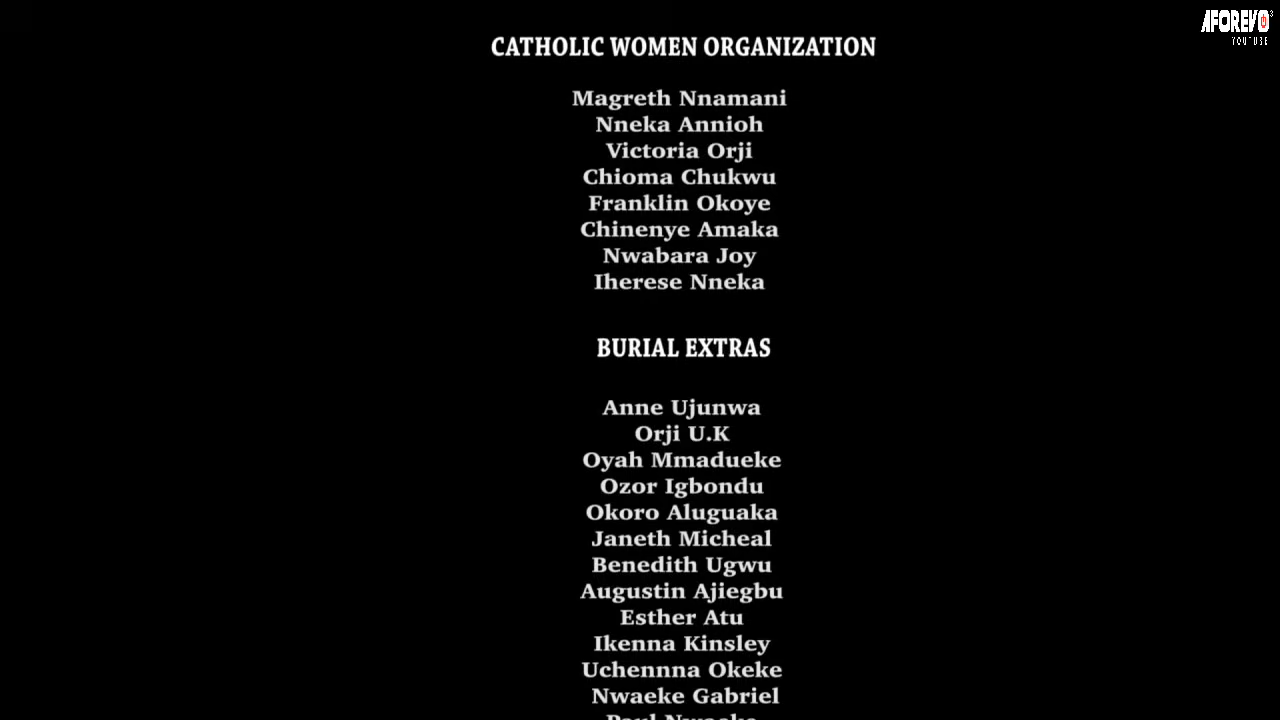 AFOREVO
YOUTUBE
CATHOLIC WOMEN ORGANIZATION
Magreth Nnamani
Nneka Annioh
Victoria Orji
Chioma Chukwu
Franklin Okoye
Chinenye Amaka
Nwabara Joy
Iherese Nneka
BURIAL EXTRAS
Anne Ujunwa
Orji U.K
Oyah Mmadueke
Ozor Igbondu
Okoro Aluguaka
Janeth Micheal
Benedith Ugwu
Augustin Ajiegbu
Esther Atu
Ikenna Kinsley
Uchennna Okeke
Nwaeke Gabriel